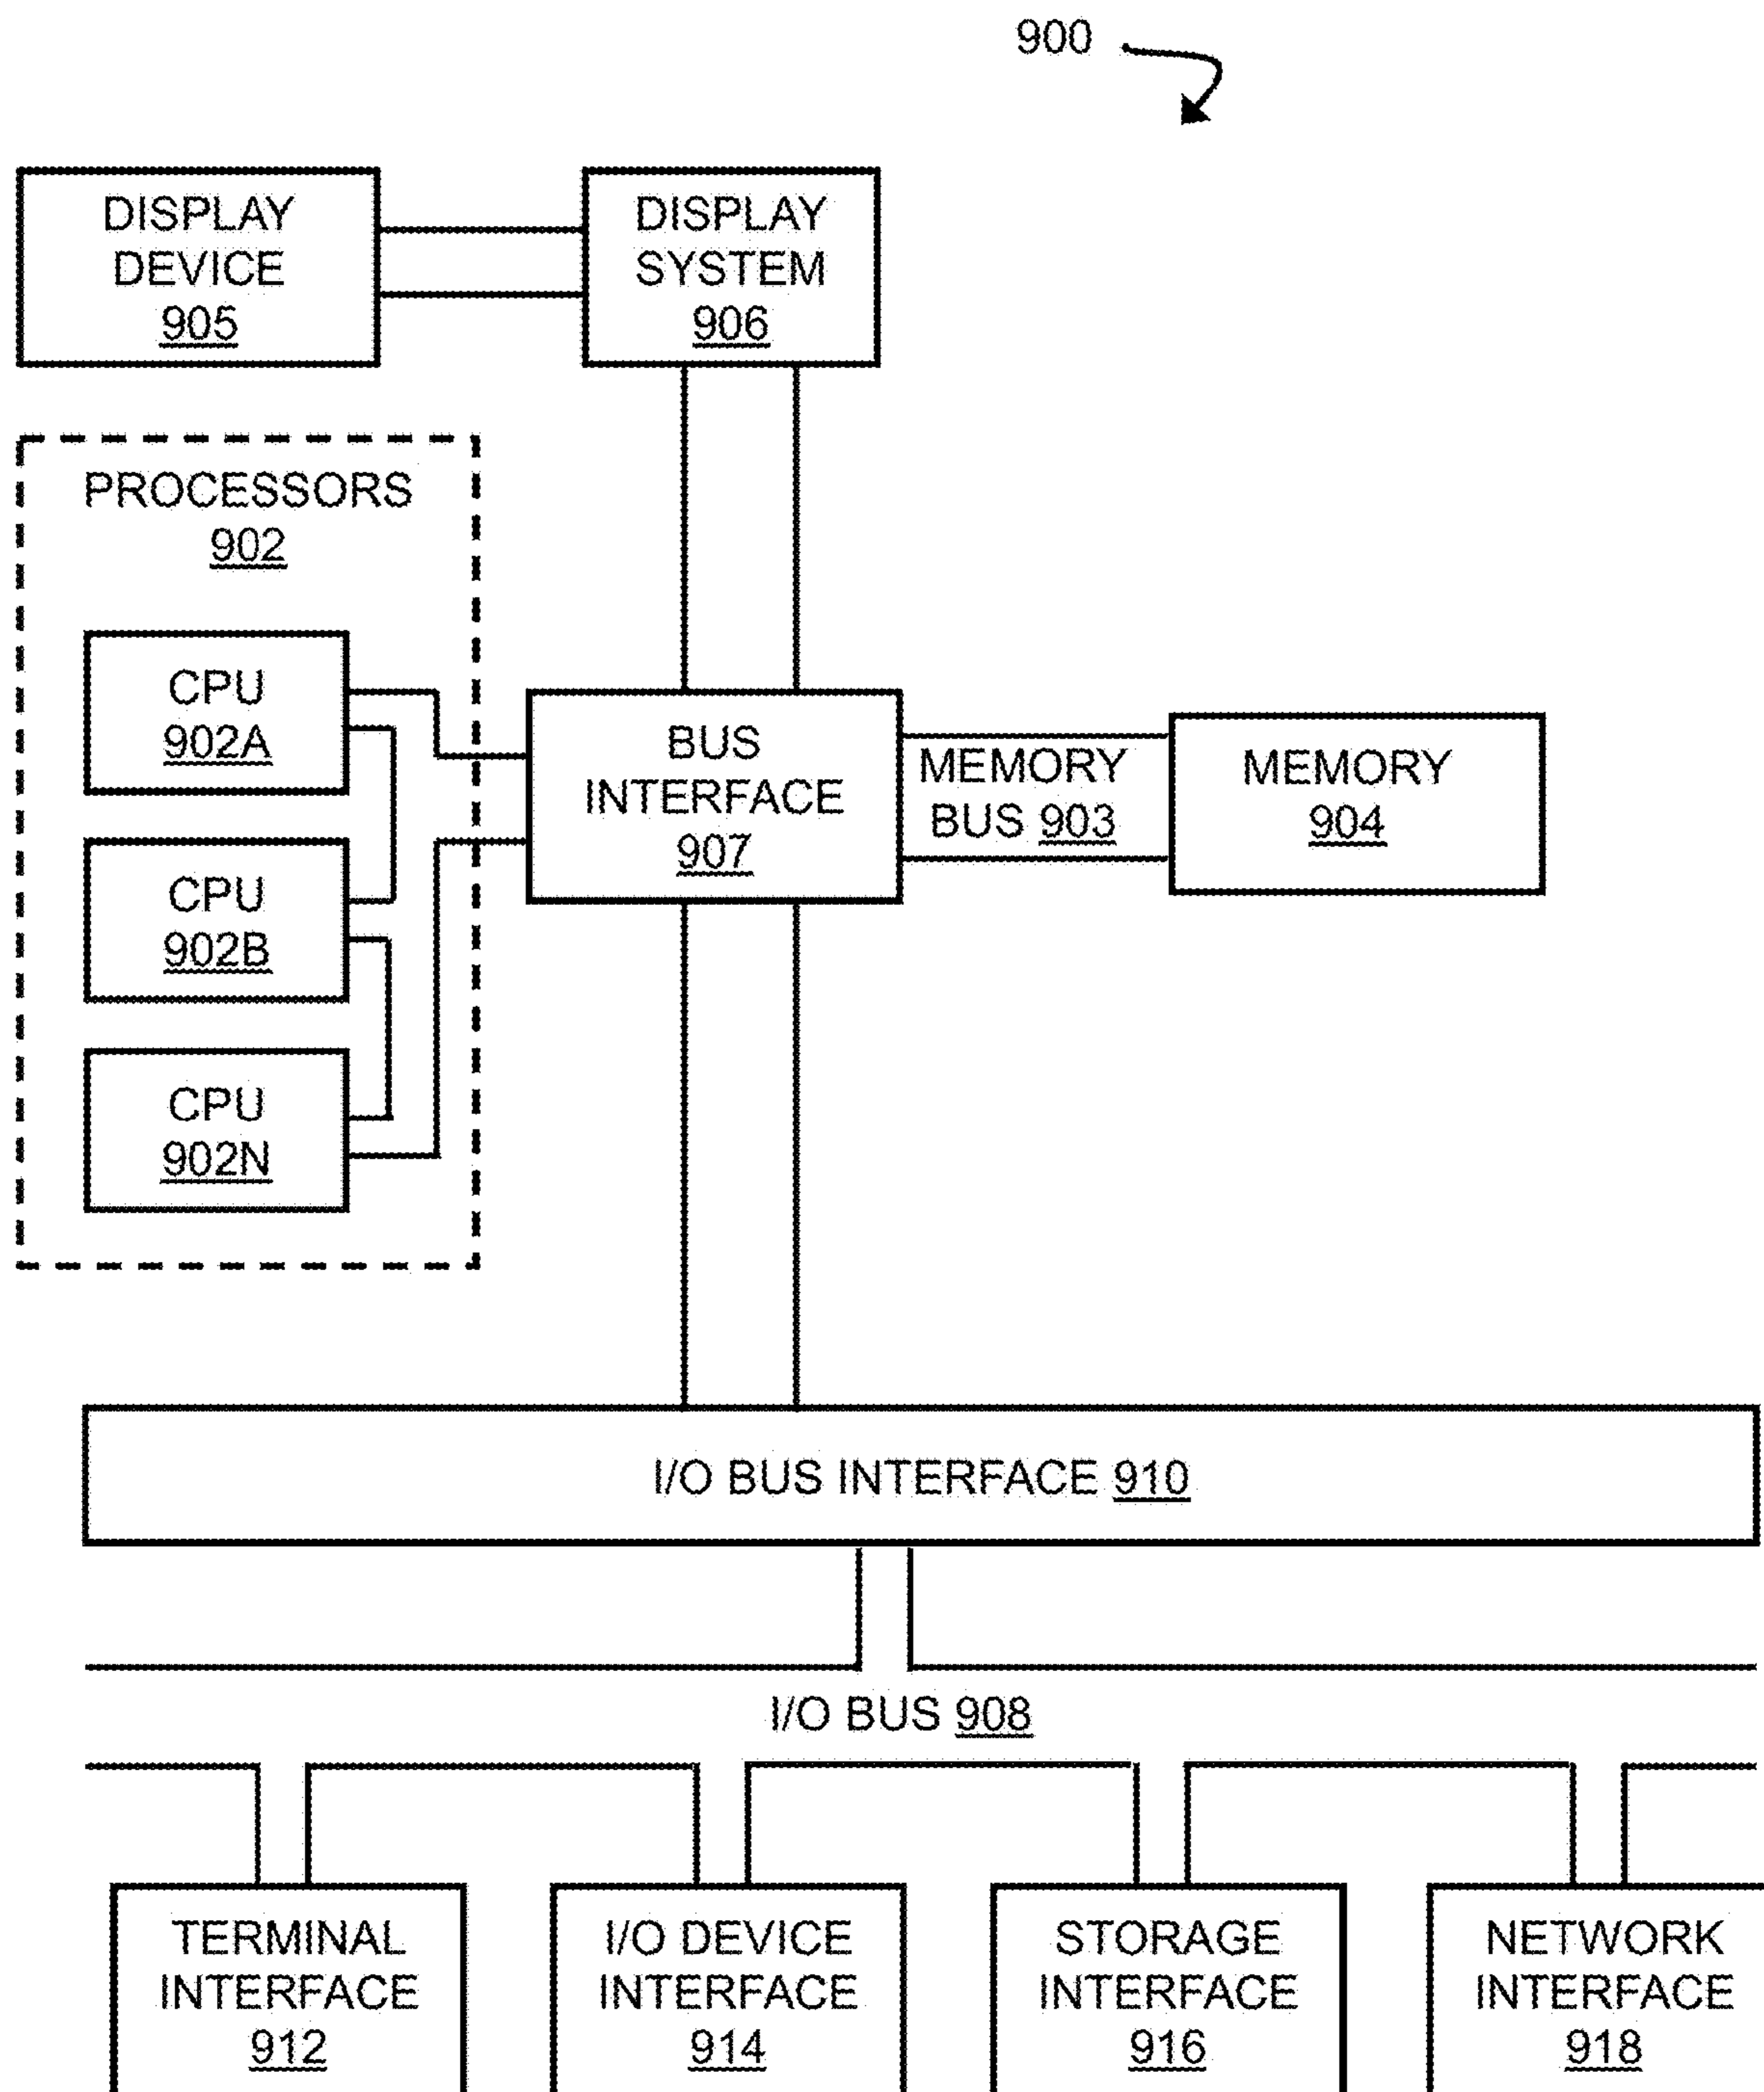 900
DISPLAY
DEVICE
905
DISPLAY
SYSTEM
906
PROCESSORS
902
CPU
902A
CPU
902B
CPU
902N
BUS
INTERFACE
907
MEMORY
BUS 903
MEMORY
904
I/O BUS INTERFACE 910
I/O BUS 908
TERMINAL
INTERFACE
912
I/O DEVICE
INTERFACE
914
STORAGE
INTERFACE
916
NETWORK
INTERFACE
918